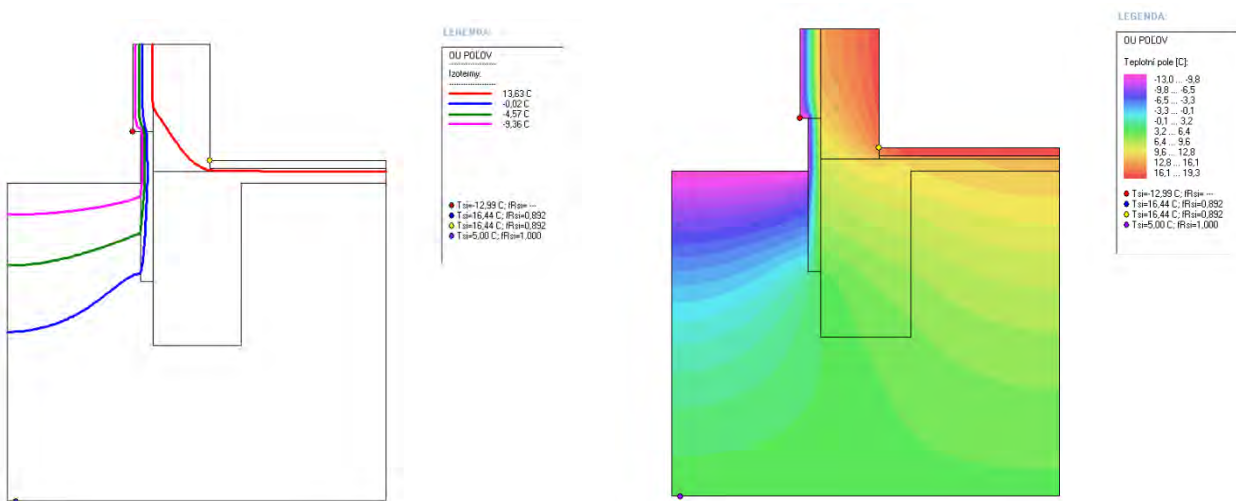 LEGENDA:
OU POĽOV
Izotermy:
13,63 C
-0,02 C
-4,57 C
-9,36 C
Tsi=-12,99 C; fRsi= ---
Tsi=16,44 C; fRsi=0,892
Tsi=16,44 C; fRsi=0,892
Tsi=5,00 C; fRsi=1,000
LEGENDA:
OU POĽOV
Teplotní pole [C]:
-13,0 ... -9,8
-9,8 ... -6,5
-6,5 ... -3,3
-3,3 ... -0,1
-0,1 ... 3,2
3,2 ... 6,4
6,4 ... 9,6
9,6 ... 12,8
12,8 ... 16,1
16,1 ... 19,3
Tsi=-12,99 C; fRsi= ---
Tsi=16,44 C; fRsi=0,892
Tsi=16,44 C; fRsi=0,892
Tsi=5,00 C; fRsi=1,000